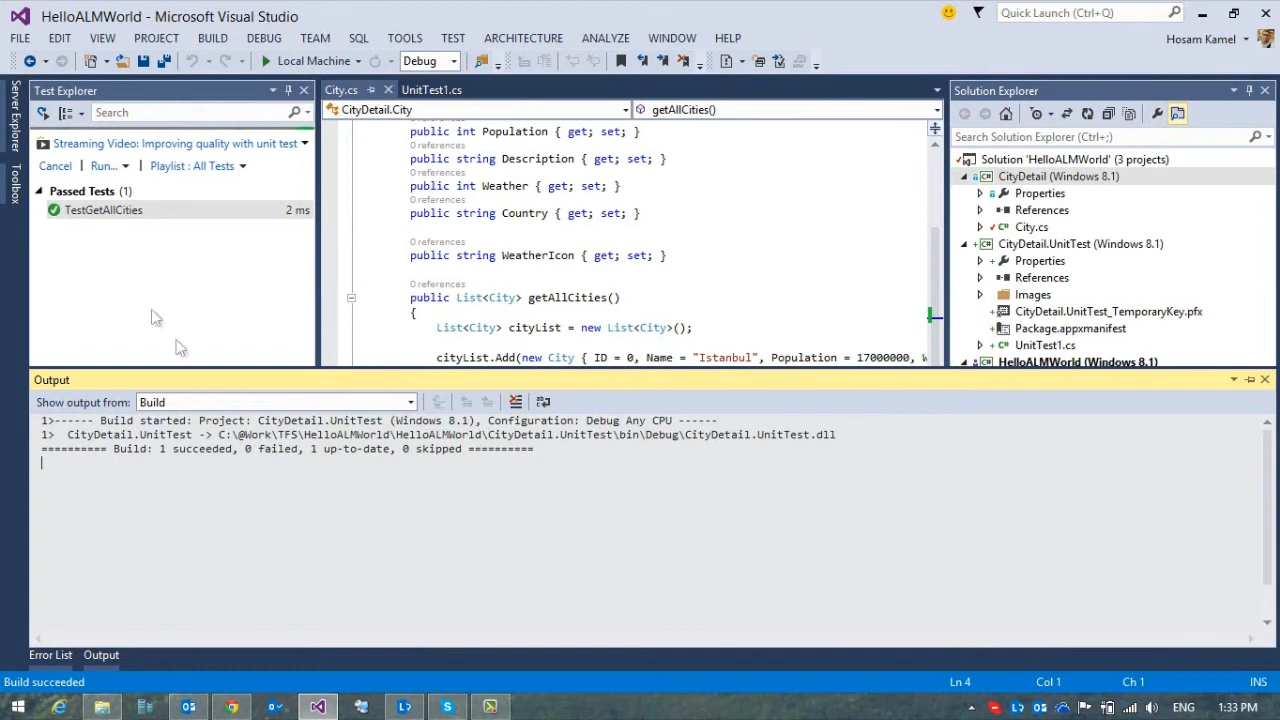 HelloALMWorld - Microsoft Visual Studio
Quick Launch (Ctrl+Q)
FILE EDIT VIEW PROJECT BUILD DEBUG TEAM SQL TOOLS TEST ARCHITECTURE ANALYZE WINDOW HELP
Hosam Kamel
Local Machine
Debug
Server Explorer
Toolbox
Test Explorer
Search
Streaming Video: Improving quality with unit test
Cancel Run... Playlist : All Tests
Passed Tests (1)
TestGetAllCities 2 ms
City.cs
UnitTest1.cs
CityDetail.City
getAllCities()
public int Population { get; set; }
0 references
public string Description { get; set; }
0 references
public int Weather { get; set; }
0 references
public string Country { get; set; }
0 references
public string WeatherIcon { get; set; }
0 references
public List<City> getAllCities()
{
List<City> cityList = new List<City>();
cityList.Add(new City { ID = 0, Name = "Istanbul", Population = 17000000,
Solution Explorer
Search Solution Explorer (Ctrl+;)
Solution 'HelloALMWorld' (3 projects)
CityDetail (Windows 8.1)
Properties
References
City.cs
CityDetail.UnitTest (Windows 8.1)
Properties
References
Images
CityDetail.UnitTest_TemporaryKey.pfx
Package.appxmanifest
UnitTest1.cs
HelloALMWorld (Windows 8.1)
Output
Show output from: Build
1>------ Build started: Project: CityDetail.UnitTest (Windows 8.1), Configuration: Debug Any CPU ------
1> CityDetail.UnitTest -> C:\@Work\TFS\HelloALMWorld\HelloALMWorld\CityDetail.UnitTest\bin\Debug\CityDetail.UnitTest.dll
========== Build: 1 succeeded, 0 failed, 1 up-to-date, 0 skipped ==========
Error List Output
Build succeeded
Ln 4 Col 1 Ch 1 INS
ENG 1:33 PM